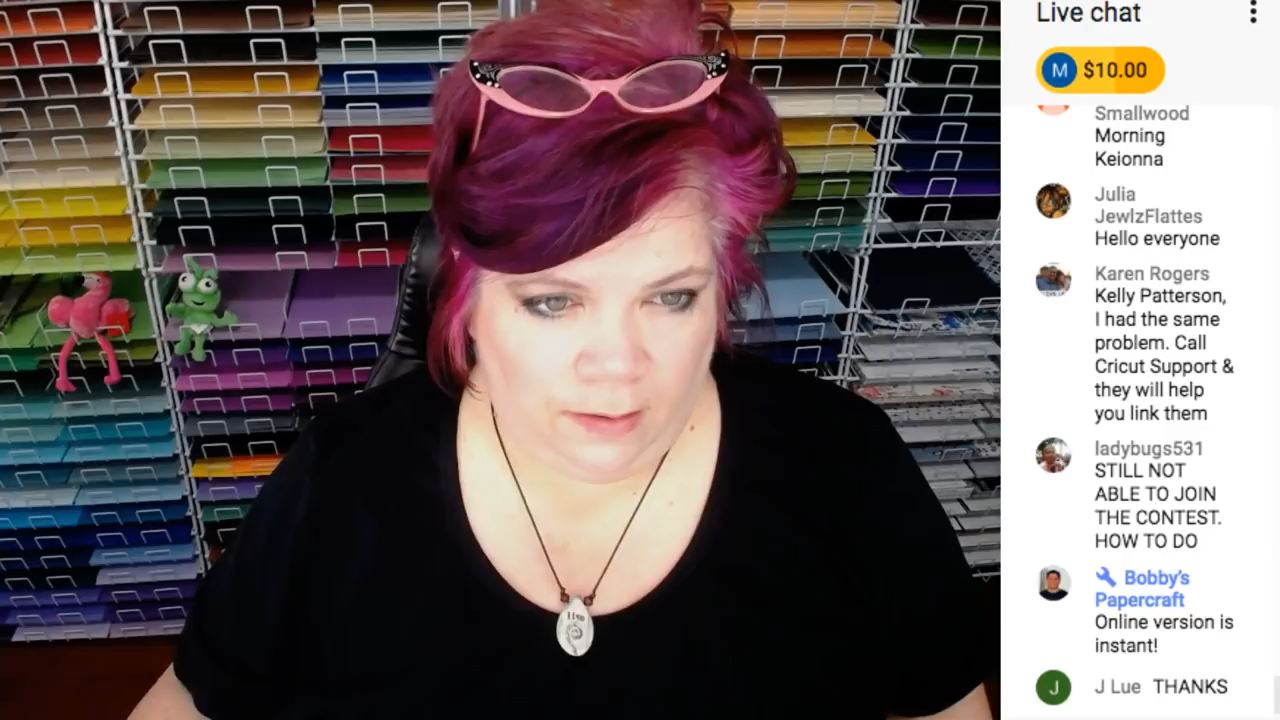 Live chat
M $10.00
Smallwood
Morning
Keionna
Julia
JewlzFlattes
Hello everyone
Karen Rogers
Kelly Patterson,
I had the same
problem. Call
Cricut Support &
they will help
you link them
ladybugs531
STILL NOT
ABLE TO JOIN
THE CONTEST.
HOW TO DO
Bobby's
Papercraft
Online version is
instant!
J J Lue THANKS
live